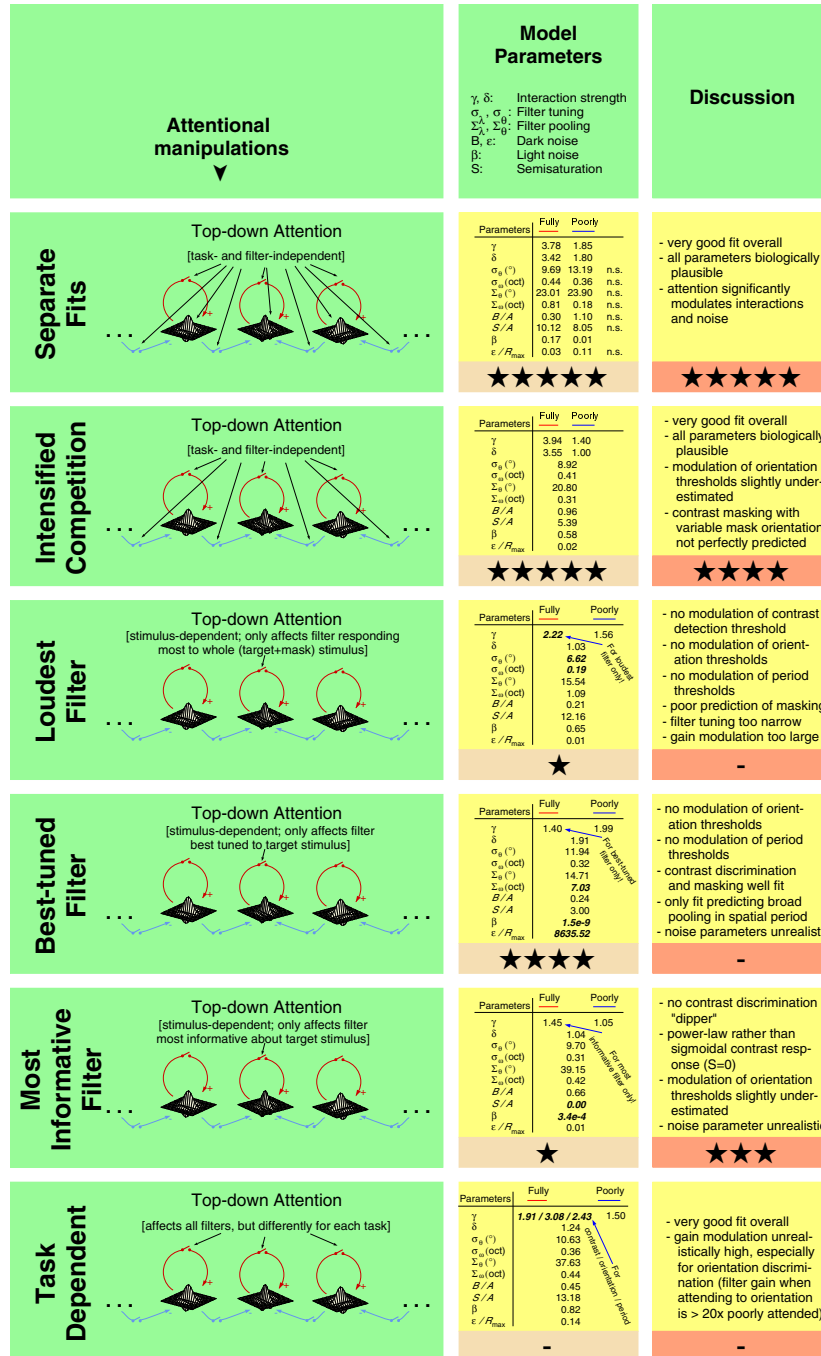 Attentional
manipulations
Model
Parameters
γ, δ: Interaction strength
σλ, σθ: Filter tuning
Σλ, Σθ: Filter pooling
B, ε: Dark noise
β: Light noise
S: Semisaturation
Discussion
Separate
Fits
Top-down Attention
[task- and filter-independent]
. . . + + + . . .
Parameters Fully Poorly
γ 3.78 1.85
δ 3.42 1.80
σθ (°) 9.69 13.19 n.s.
σω (oct) 0.44 0.36 n.s.
Σθ (°) 23.01 23.90 n.s.
Σω (oct) 0.81 0.18 n.s.
B/A 0.30 1.10 n.s.
S/A 10.12 8.05 n.s.
β 0.17 0.01
ε/Rmax 0.03 0.11 n.s.
★★★★★
- very good fit overall
- all parameters biologically
plausible
- attention significantly
modulates interactions
and noise
★★★★★
Intensified
Competition
Top-down Attention
[task- and filter-independent]
. . . + + + . . .
Parameters Fully Poorly
γ 3.94 1.40
δ 3.55 1.00
σθ (°) 8.92
σω (oct) 0.41
Σθ (°) 20.80
Σω (oct) 0.31
B/A 0.96
S/A 5.39
β 0.58
ε/Rmax 0.02
★★★★★
- very good fit overall
- all parameters biologically
plausible
- modulation of orientation
thresholds slightly under-
estimated
- contrast masking with
variable mask orientation
not perfectly predicted
★★★★
Loudest
Filter
Top-down Attention
[stimulus-dependent; only affects filter responding
most to whole (target+mask) stimulus]
. . . + + + . . .
Parameters Fully Poorly
γ 2.22 1.56
δ 1.03
σθ (°) 6.62
σω (oct) 0.19
Σθ (°) 15.54
Σω (oct) 1.09
B/A 0.21
S/A 12.16
β 0.65
ε/Rmax 0.01
For loudest
filter only!
★
- no modulation of contrast
detection threshold
- no modulation of orient-
ation thresholds
- no modulation of period
thresholds
- poor prediction of masking
- filter tuning too narrow
- gain modulation too large
-
Best-tuned
Filter
Top-down Attention
[stimulus-dependent; only affects filter
best tuned to target stimulus]
. . . + + + . . .
Parameters Fully Poorly
γ 1.40 1.99
δ 1.91
σθ (°) 11.94
σω (oct) 0.32
Σθ (°) 14.71
Σω (oct) 7.03
B/A 0.24
S/A 3.00
β 1.5e-9
ε/Rmax 8635.52
For best-tuned
filter only!
★★★★
- no modulation of orient-
ation thresholds
- no modulation of period
thresholds
- contrast discrimination
and masking well fit
- only fit predicting broad
pooling in spatial period
- noise parameters unrealist
-
Most
Informative
Filter
Top-down Attention
[stimulus-dependent; only affects filter
most informative about target stimulus]
. . . + + + . . .
Parameters Fully Poorly
γ 1.45 1.05
δ 1.04
σθ (°) 9.70
σω (oct) 0.31
Σθ (°) 39.15
Σω (oct) 0.42
B/A 0.66
S/A 0.00
β 3.4e-4
ε/Rmax 0.01
For most
informative filter only!
★
- no contrast discrimination
"dipper"
- power-law rather than
sigmoidal contrast resp-
onse (S=0)
- modulation of orientation
thresholds slightly under-
estimated
- noise parameter unrealistic
★★★
Task
Dependent
Top-down Attention
[affects all filters, but differently for each task]
. . . + + + . . .
Parameters Fully Poorly
γ 1.91 / 3.08 / 2.43 1.50
δ 1.24
σθ (°) 10.63
σω (oct) 0.36
Σθ (°) 37.63
Σω (oct) 0.44
B/A 0.45
S/A 13.18
β 0.82
ε/Rmax 0.14
For
contrast / orientation / period
-
- very good fit overall
- gain modulation unreal-
istically high, especially
for orientation discrimi-
nation (filter gain when
attending to orientation
is > 20x poorly attended)
-